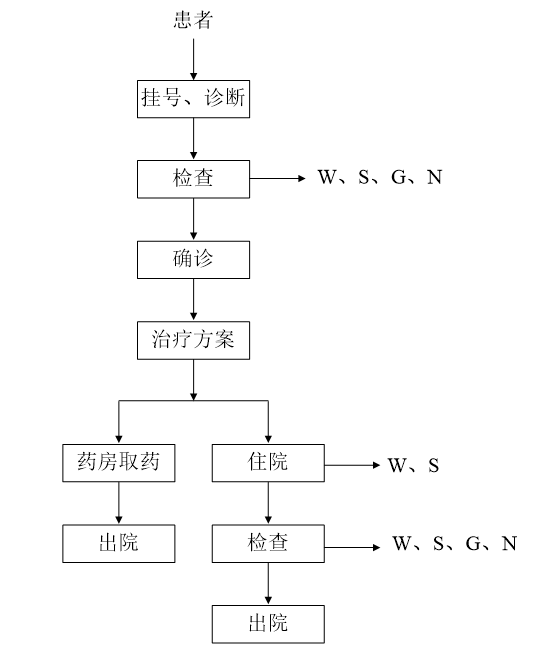 患者
挂号、诊断
检查
W、S、G、N
确诊
治疗方案
药房取药
住院
W、S
出院
检查
W、S、G、N
出院